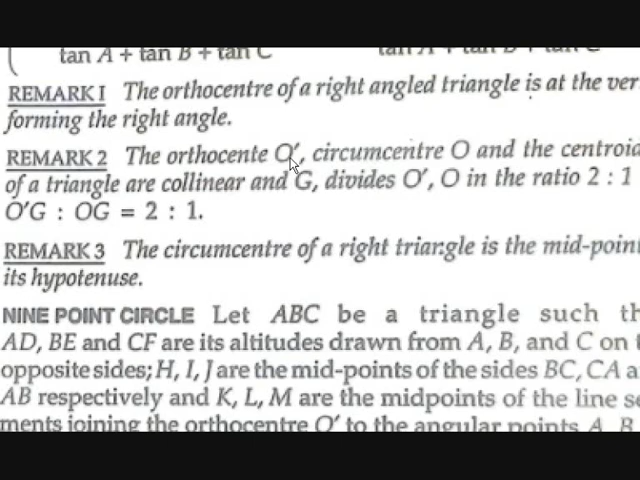 tan A + tan B + tan C
REMARK 1 The orthocentre of a right angled triangle is at the ver
forming the right angle.
REMARK 2 The orthocente O', circumcentre O and the centroid
of a triangle are collinear and G, divides O', O in the ratio 2 : 1
O'G : OG = 2 : 1.
REMARK 3 The circumcentre of a right triangle is the mid-point
its hypotenuse.
NINE POINT CIRCLE Let ABC be a triangle such th
AD, BE and CF are its altitudes drawn from A, B, and C on t
opposite sides; H, I, J are the mid-points of the sides BC, CA a
AB respectively and K, L, M are the midpoints of the line se
ments joining the orthocentre O' to the angular points A, B